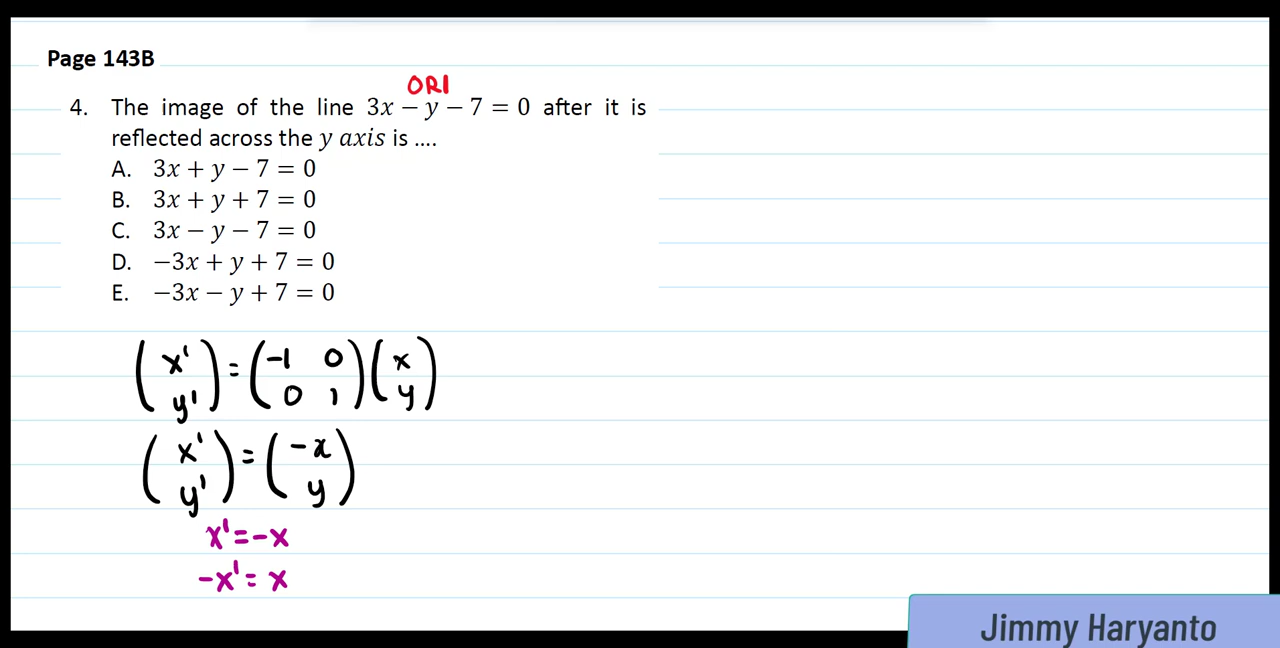 Page 143B
ORI
4. The image of the line 3x − y − 7 = 0 after it is
reflected across the y axis is ....
A. 3x + y − 7 = 0
B. 3x + y + 7 = 0
C. 3x − y − 7 = 0
D. −3x + y + 7 = 0
E. −3x − y + 7 = 0
(x' y') = (-1 0 0 1)(x y)
(x' y') = (-x y)
x' = -x
-x' = x
Jimmy Haryanto